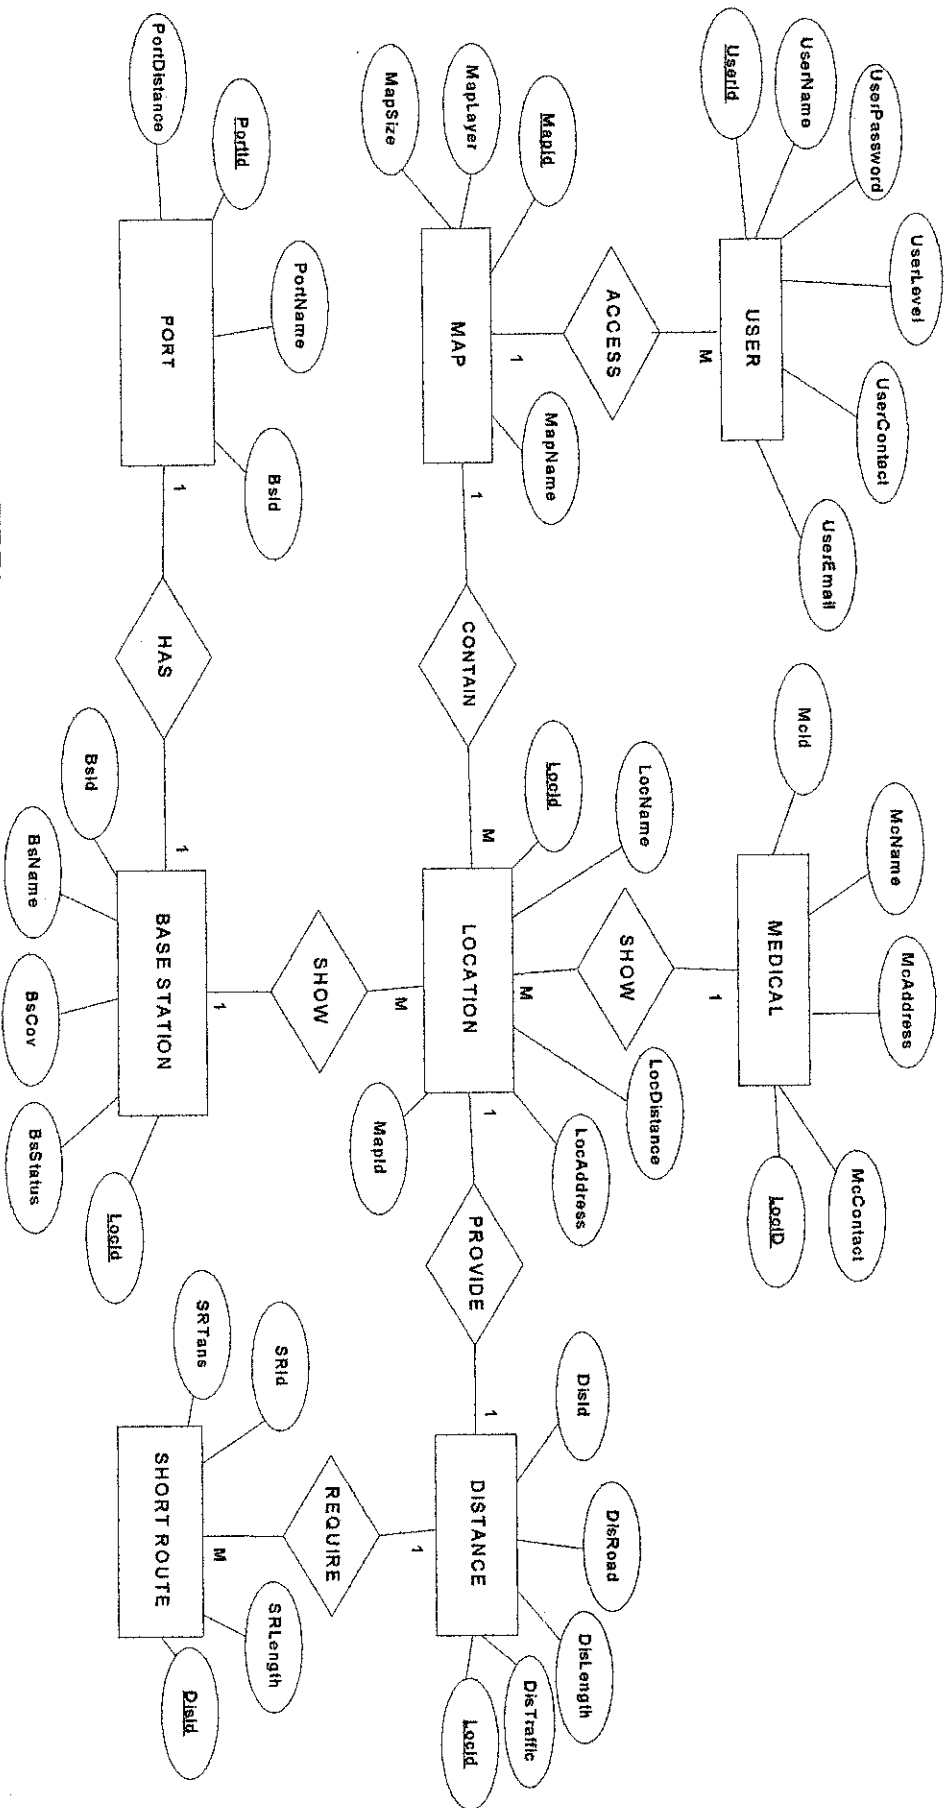 UserPassword
UserLevel
UserName
UserContact
UserId
UserEmail
USER
M
ACCESS
1
McId
McName
McAddress
McContact
LocID
MEDICAL
1
SHOW
M
MapId
MapLayer
MapSize
MapName
MAP
1
CONTAIN
M
LocId
LocName
LocDistance
LocAddress
MapId
LOCATION
1
PROVIDE
1
DisId
DisRoad
DisLength
DisTraffic
LocId
DISTANCE
1
REQUIRE
M
M
SHOW
1
PortDistance
PortId
PortName
BsId
PORT
1
HAS
1
BASE STATION
BsId
BsName
BsCov
BsStatus
LocId
SRTans
SRId
SRLength
DisId
SHORT ROUTE